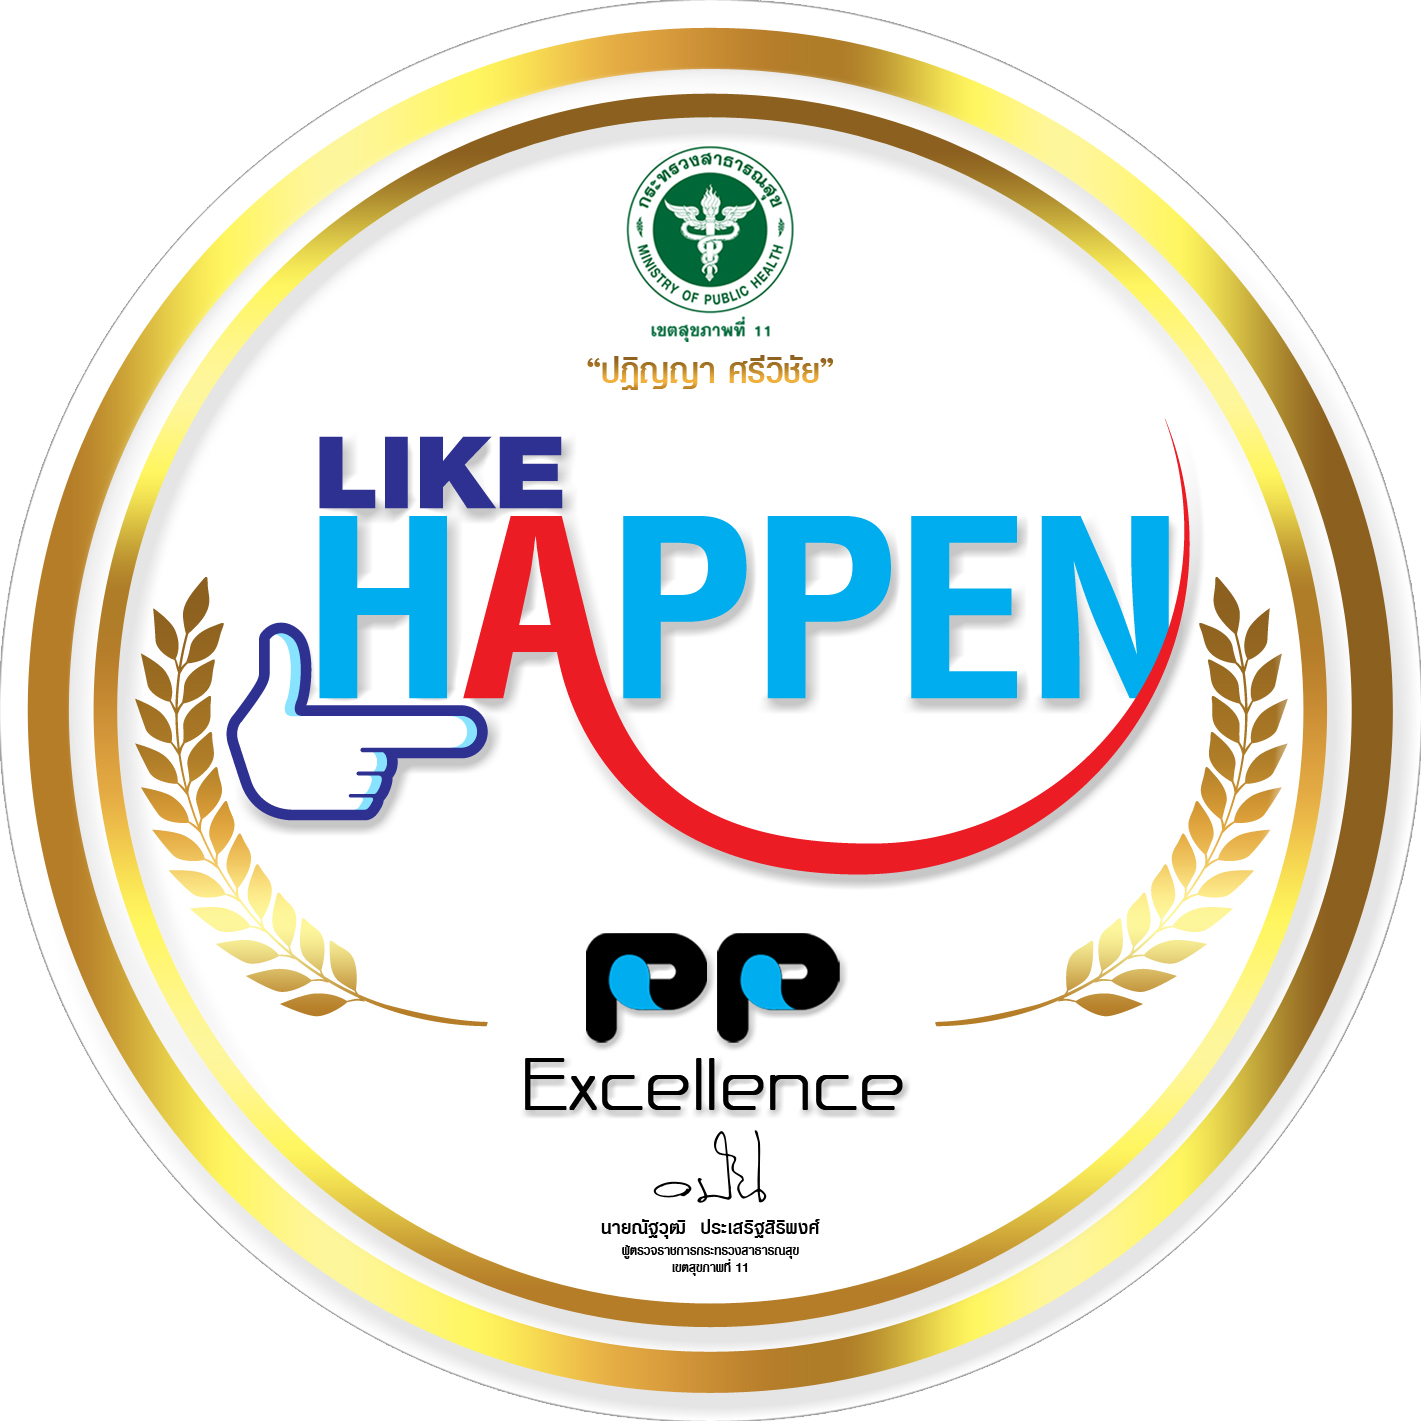 กระทรวงสาธารณสุข
MINISTRY OF PUBLIC HEALTH
เขตสุขภาพที่ 11
“ปฏิญญา ศรีวิชัย”
LIKE
HAPPEN
PP
Excellence
นายณัฐวุฒิ ประเสริฐสิริพงศ์
ผู้ตรวจราชการกระทรวงสาธารณสุข
เขตสุขภาพที่ 11